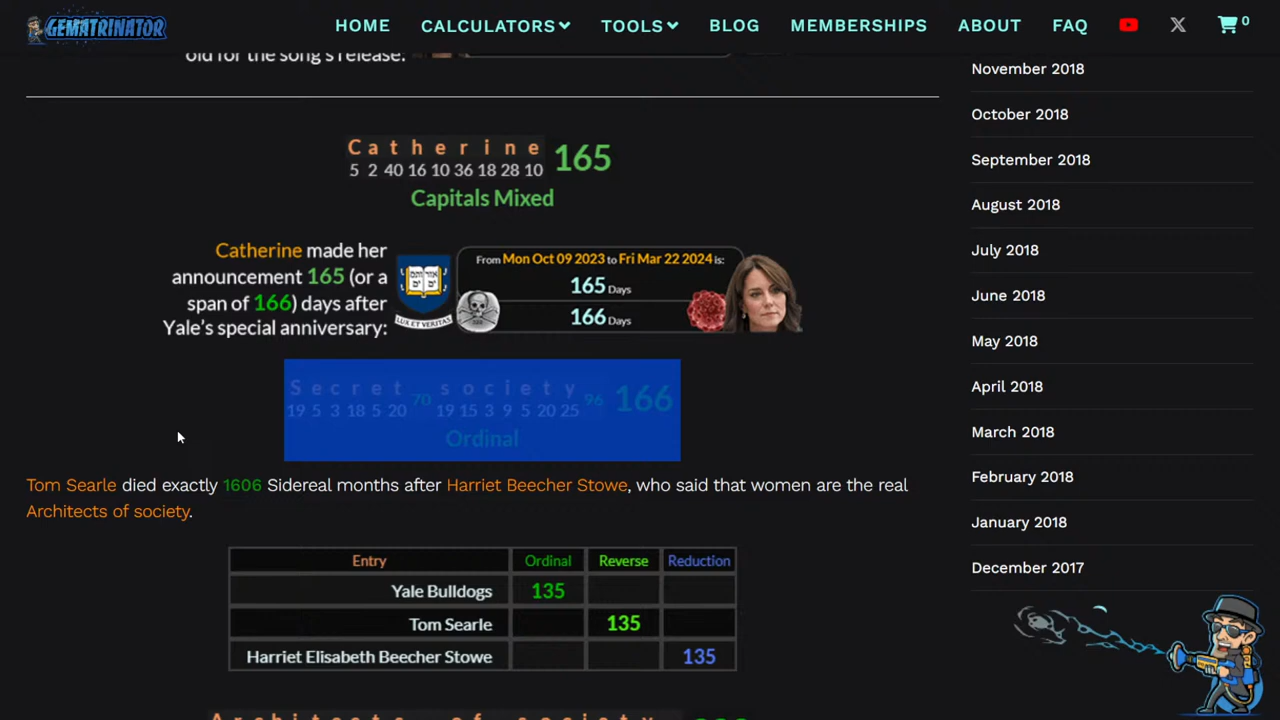 GEMATRINATOR
HOME
CALCULATORS
TOOLS
BLOG
MEMBERSHIPS
ABOUT
FAQ
0
old for the song's release.
C a t h e r i n e 165
5 2 40 16 10 36 18 28 10
Capitals Mixed
Catherine made her
announcement 165 (or a
span of 166) days after
Yale's special anniversary:
LUX ET VERITAS
322
From Mon Oct 09 2023 to Fri Mar 22 2024 is:
165 Days
166 Days
S e c r e t s o c i e t y 166
19 5 3 18 5 20 70 19 15 3 9 5 20 25 96
Ordinal
Tom Searle died exactly 1606 Sidereal months after Harriet Beecher Stowe, who said that women are the real
Architects of society.
Entry Ordinal Reverse Reduction
Yale Bulldogs 135
Tom Searle 135
Harriet Elisabeth Beecher Stowe 135
A r c h i t e c t s o f s o c i e t y
November 2018
October 2018
September 2018
August 2018
July 2018
June 2018
May 2018
April 2018
March 2018
February 2018
January 2018
December 2017